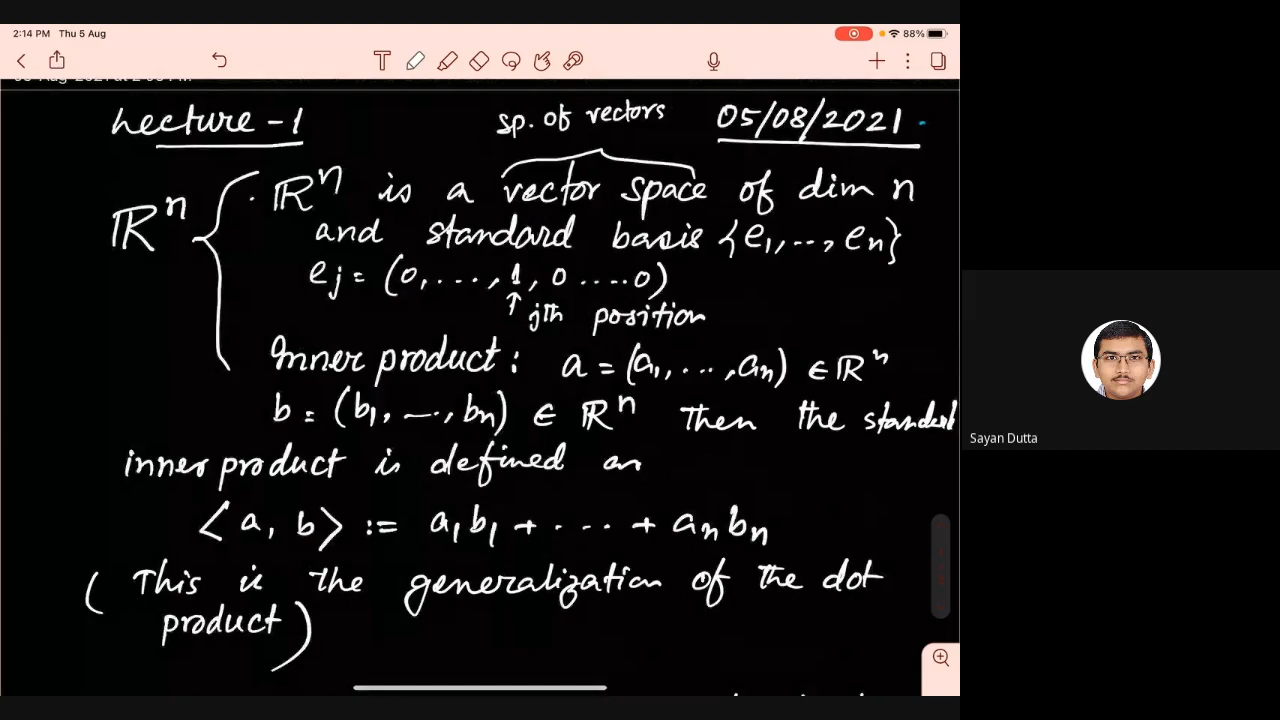 2:14 PM Thu 5 Aug
88%
Lecture-1
sp. of vectors
05/08/2021
ℝⁿ
· ℝⁿ is a vector space of dim n
and standard basis {e₁, .., eₙ}
eⱼ = (0, ...., 1, 0 ....0)
↑ jth position
Inner product: a = (a₁, ..., aₙ) ∈ ℝⁿ
b = (b₁, —., bₙ) ∈ ℝⁿ Then the standard
inner product is defined as
⟨a, b⟩ := a₁b₁ + ... + aₙbₙ
( This is the generalization of the dot
product )
Sayan Dutta